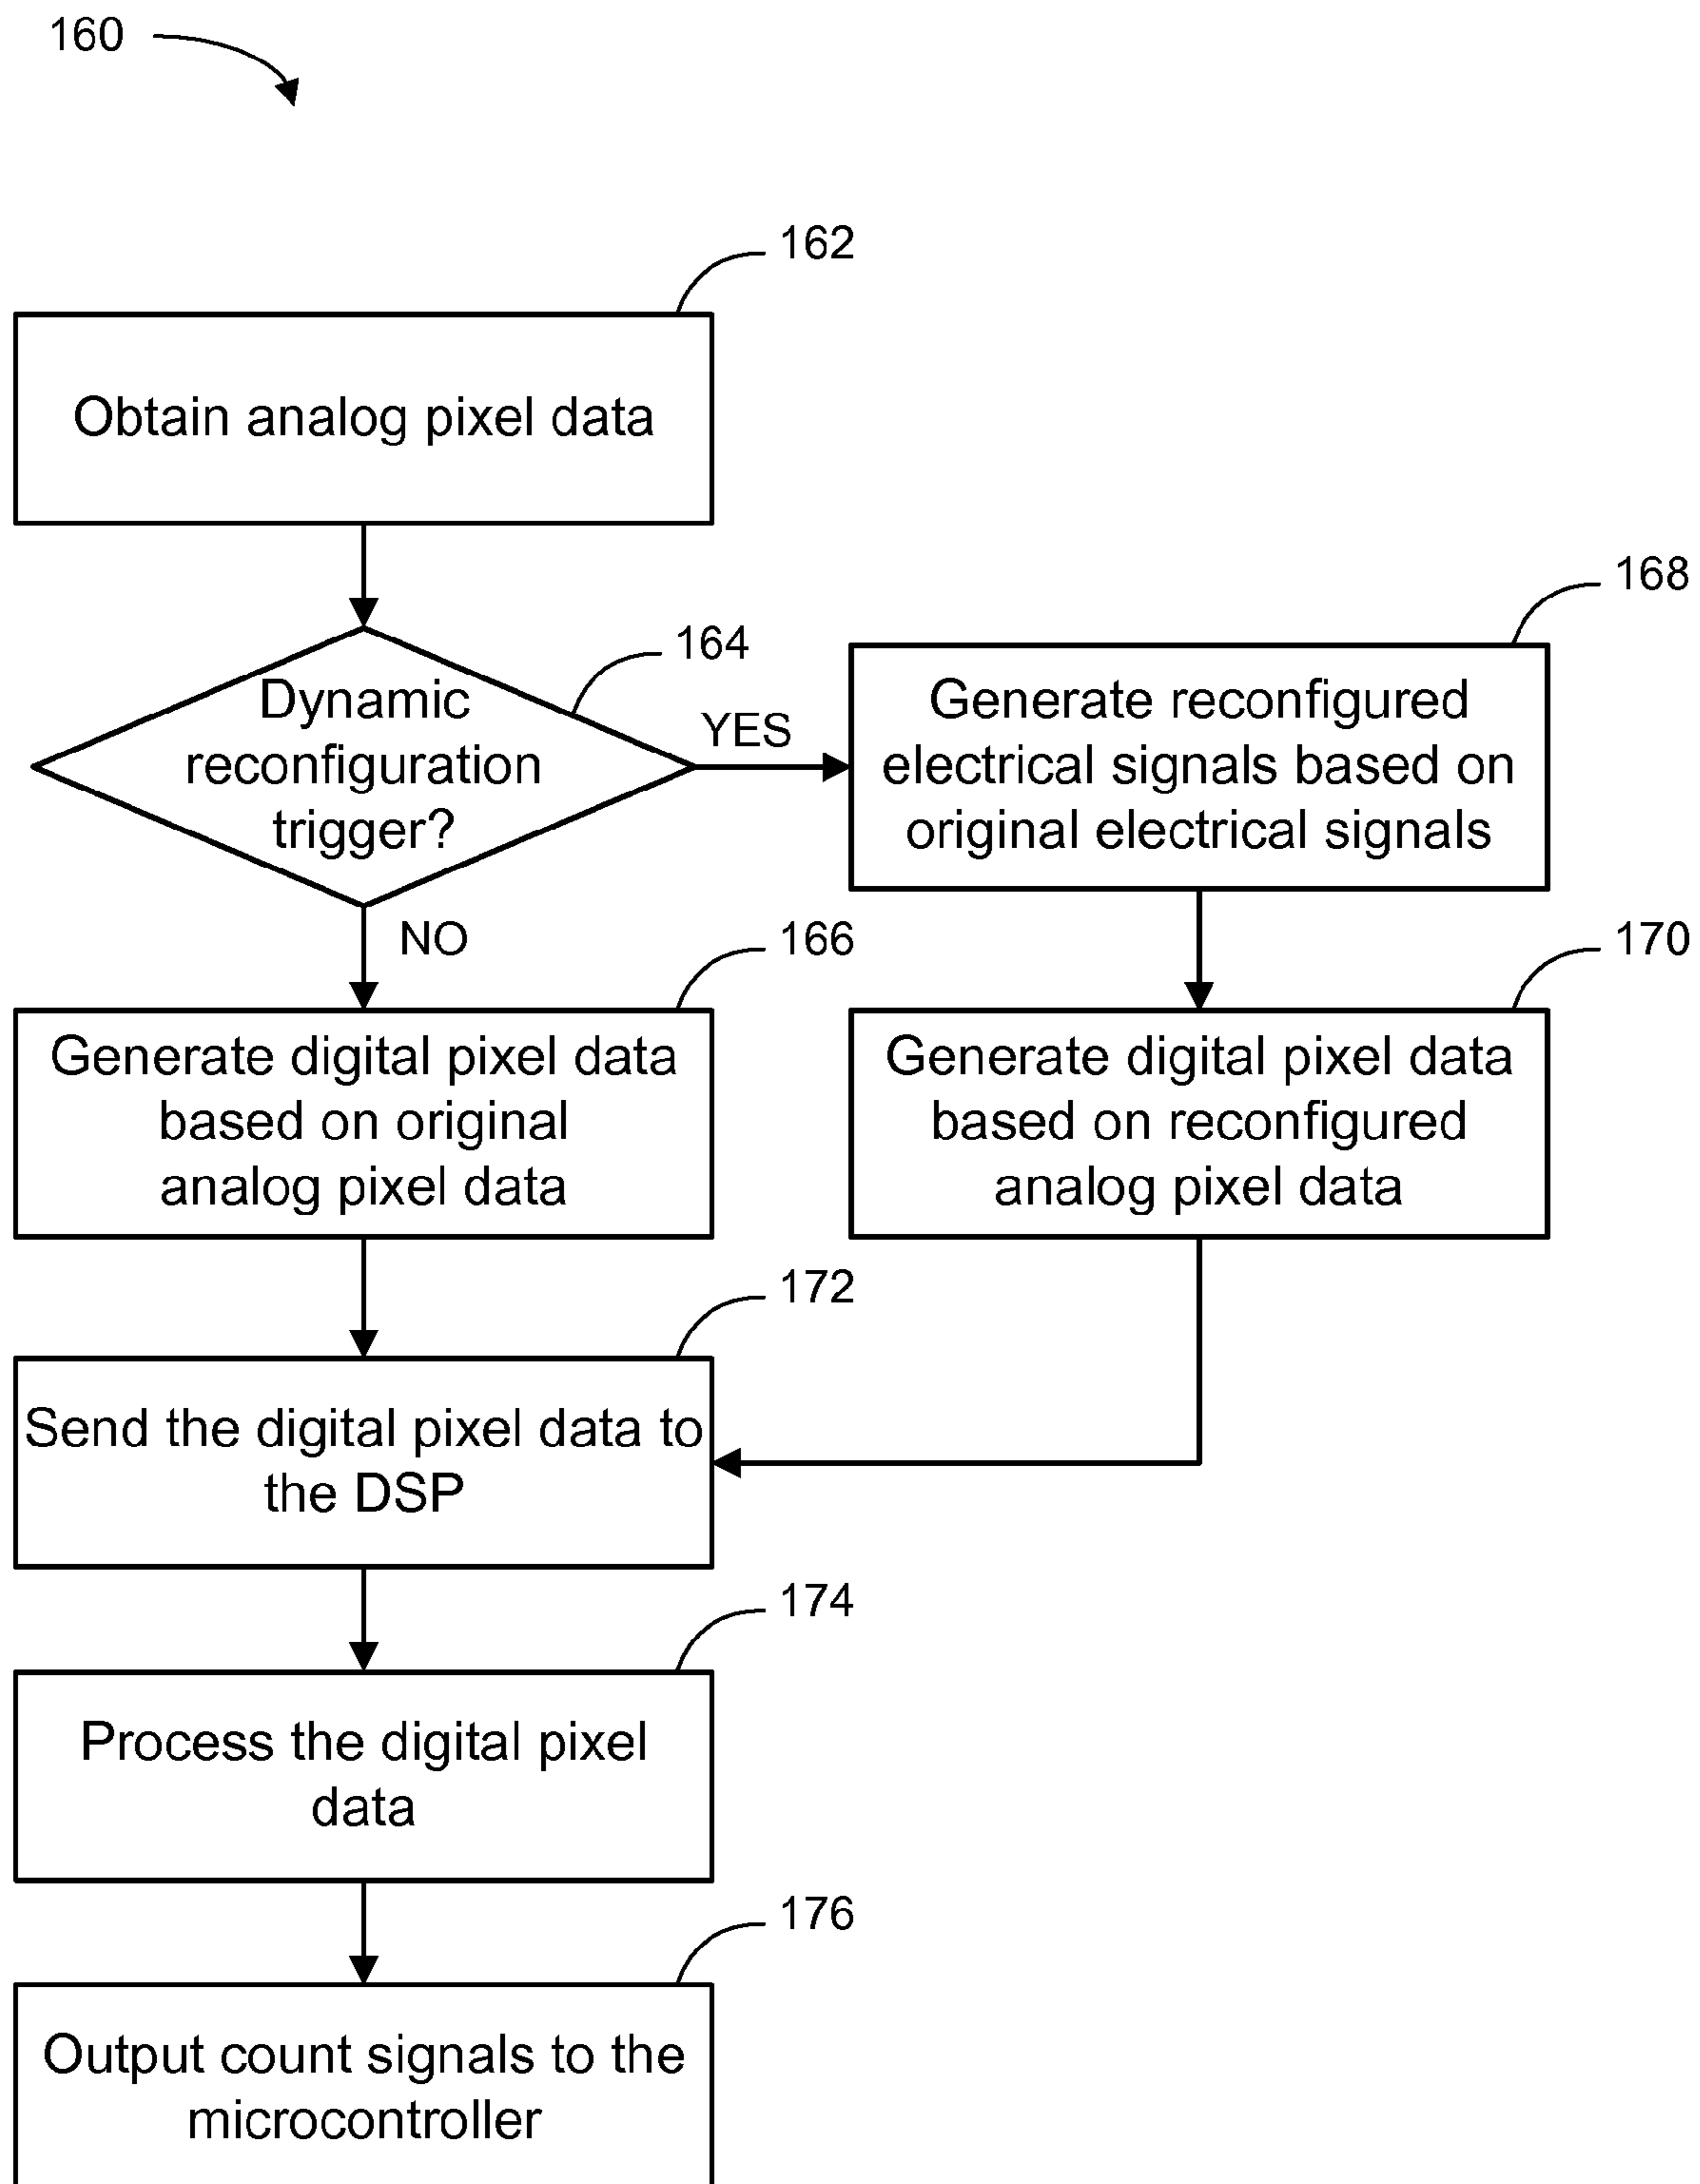 160
162
Obtain analog pixel data
164
Dynamic
reconfiguration
trigger?
YES
NO
168
Generate reconfigured
electrical signals based on
original electrical signals
166
Generate digital pixel data
based on original
analog pixel data
170
Generate digital pixel data
based on reconfigured
analog pixel data
172
Send the digital pixel data to
the DSP
174
Process the digital pixel
data
176
Output count signals to the
microcontroller